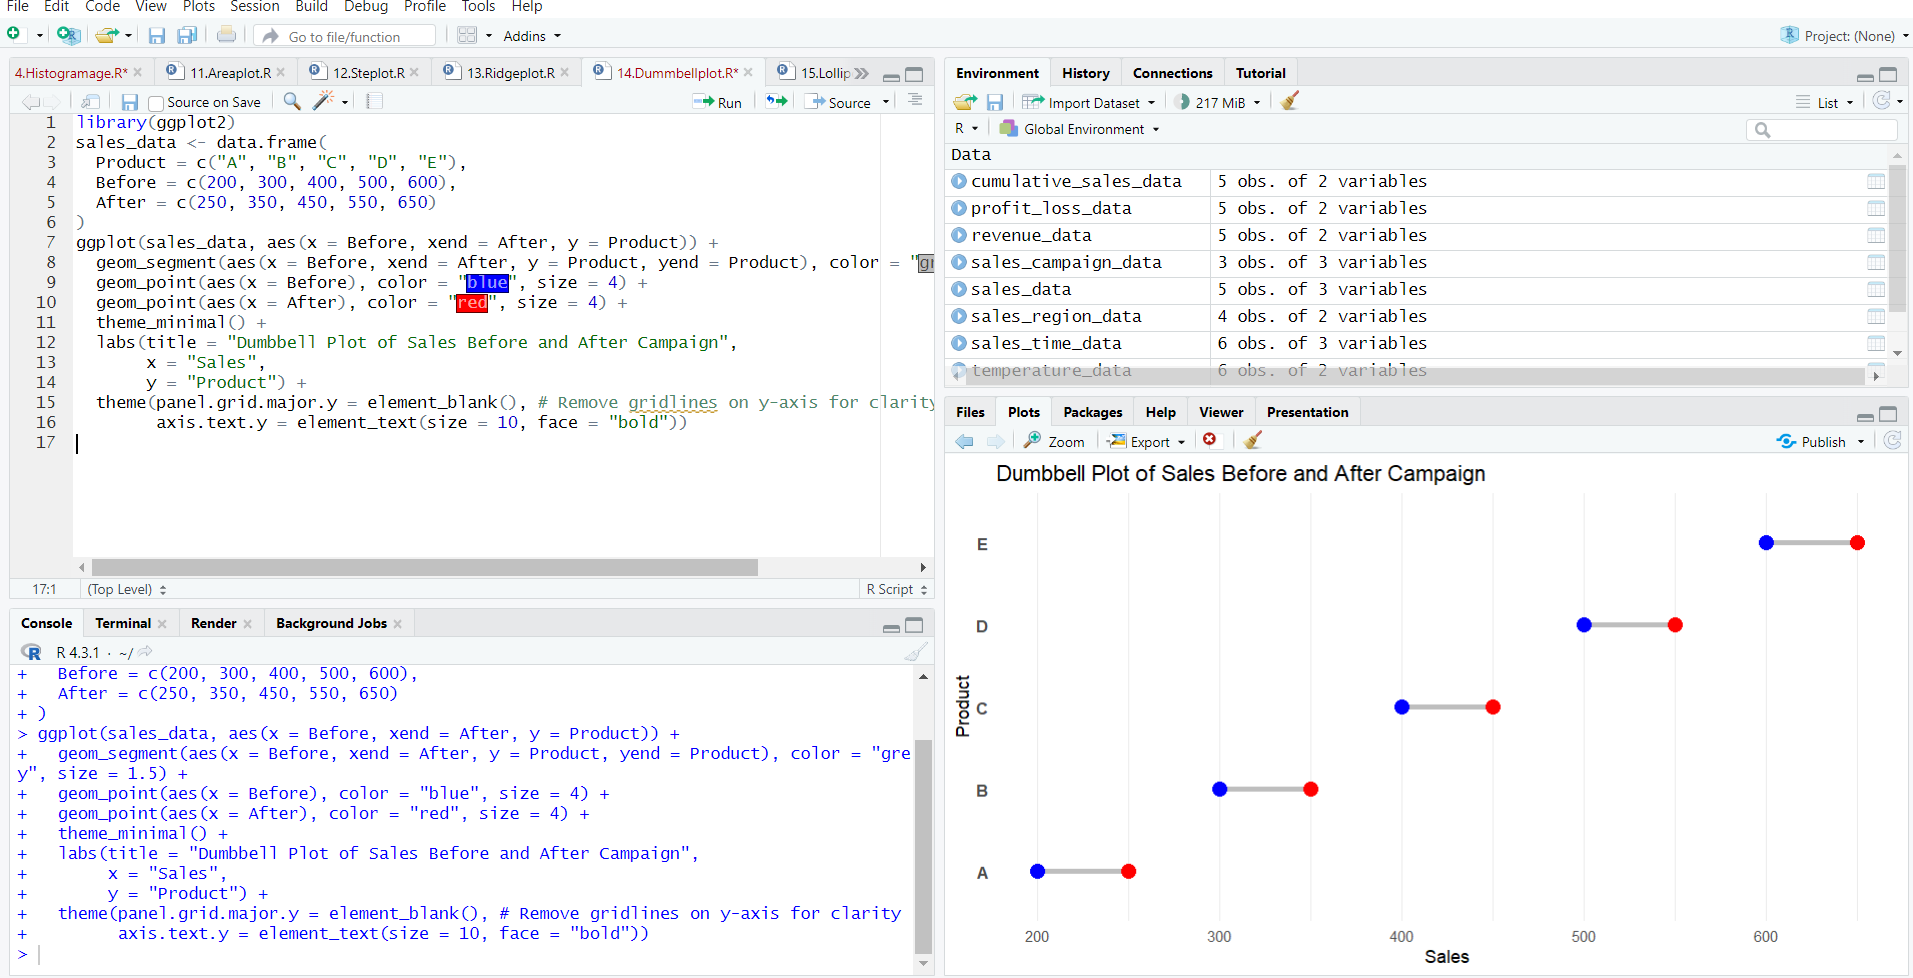 File Edit Code View Plots Session Build Debug Profile Tools Help
Go to file/function Addins Project: (None)
4.Histogramage.R* 11.Areaplot.R 12.Steplot.R 13.Ridgeplot.R 14.Dummbellplot.R* 15.Lollip
Source on Save Run Source
1 library(ggplot2)
2 sales_data <- data.frame(
3 Product = c("A", "B", "C", "D", "E"),
4 Before = c(200, 300, 400, 500, 600),
5 After = c(250, 350, 450, 550, 650)
6 )
7 ggplot(sales_data, aes(x = Before, xend = After, y = Product)) +
8 geom_segment(aes(x = Before, xend = After, y = Product, yend = Product), color = "gr
9 geom_point(aes(x = Before), color = "blue", size = 4) +
10 geom_point(aes(x = After), color = "red", size = 4) +
11 theme_minimal() +
12 labs(title = "Dumbbell Plot of Sales Before and After Campaign",
13 x = "Sales",
14 y = "Product") +
15 theme(panel.grid.major.y = element_blank(), # Remove gridlines on y-axis for clarity
16 axis.text.y = element_text(size = 10, face = "bold"))
17
17:1 (Top Level) R Script
Console Terminal Render Background Jobs
R 4.3.1 · ~/
+ Before = c(200, 300, 400, 500, 600),
+ After = c(250, 350, 450, 550, 650)
+ )
> ggplot(sales_data, aes(x = Before, xend = After, y = Product)) +
+ geom_segment(aes(x = Before, xend = After, y = Product, yend = Product), color = "gre
y", size = 1.5) +
+ geom_point(aes(x = Before), color = "blue", size = 4) +
+ geom_point(aes(x = After), color = "red", size = 4) +
+ theme_minimal() +
+ labs(title = "Dumbbell Plot of Sales Before and After Campaign",
+ x = "Sales",
+ y = "Product") +
+ theme(panel.grid.major.y = element_blank(), # Remove gridlines on y-axis for clarity
+ axis.text.y = element_text(size = 10, face = "bold"))
>
Environment History Connections Tutorial
Import Dataset 217 MiB List
R Global Environment
Data
cumulative_sales_data 5 obs. of 2 variables
profit_loss_data 5 obs. of 2 variables
revenue_data 5 obs. of 2 variables
sales_campaign_data 3 obs. of 3 variables
sales_data 5 obs. of 3 variables
sales_region_data 4 obs. of 2 variables
sales_time_data 6 obs. of 3 variables
temperature_data 6 obs. of 2 variables
Files Plots Packages Help Viewer Presentation
Zoom Export Publish
Dumbbell Plot of Sales Before and After Campaign
E
D
C
B
A
Product
200 300 400 500 600
Sales